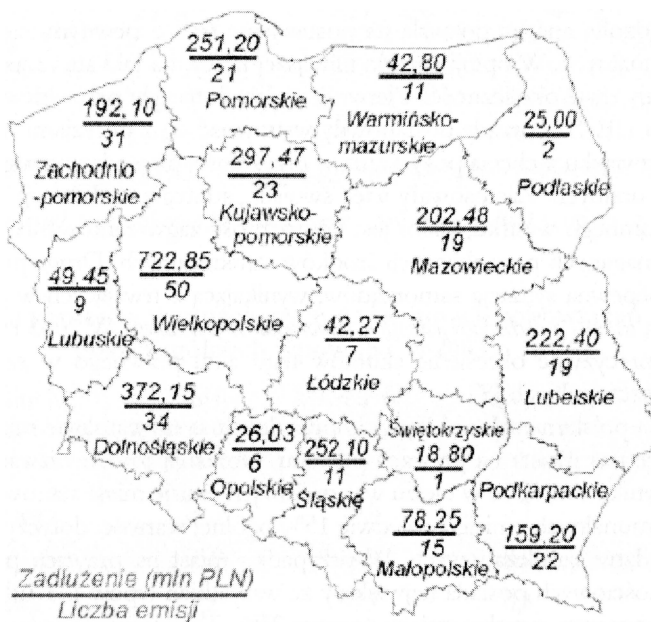 251,20
21
Pomorskie
42,80
11
Warmińsko-
mazurskie
192,10
31
Zachodnio
-pomorskie
25,00
2
Podlaskie
297,47
23
Kujawsko-
pomorskie
202,48
19
Mazowieckie
49,45
9
Lubuskie
722,85
50
Wielkopolskie
42,27
7
Łódzkie
222,40
19
Lubelskie
372,15
34
Dolnośląskie
26,03
6
Opolskie
252,10
11
Śląskie
Świętokrzyskie
18,80
1
Podkarpackie
159,20
22
78,25
15
Małopolskie
Zadłużenie (mln PLN)
Liczba emisji